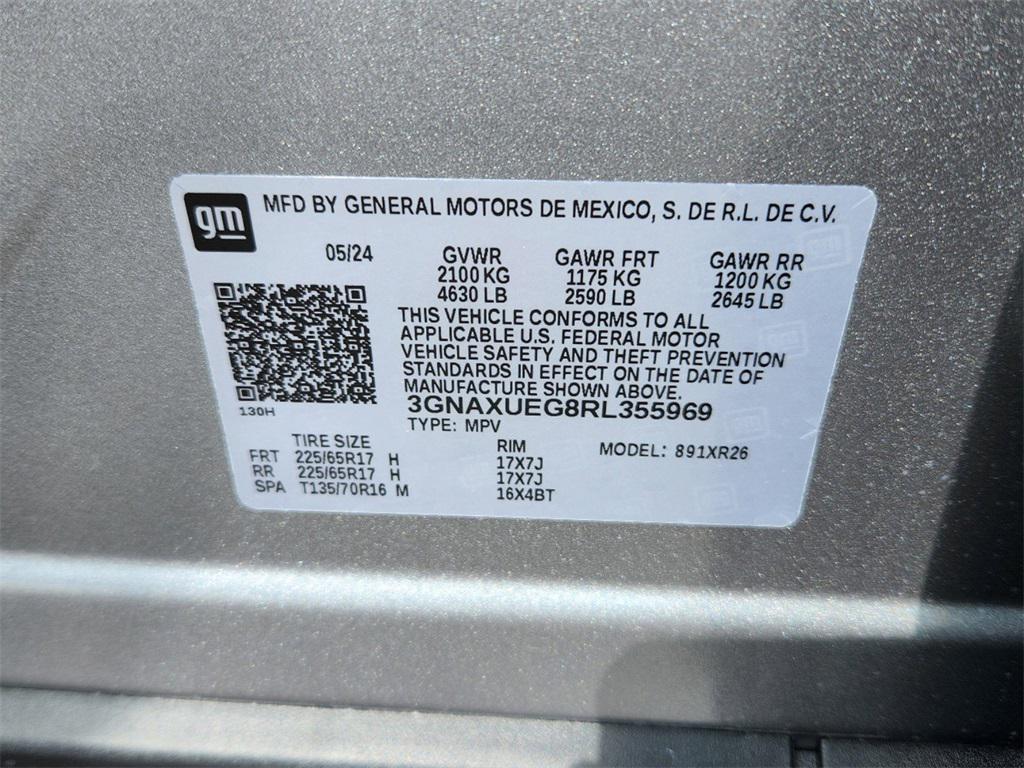 gm
MFD BY GENERAL MOTORS DE MEXICO, S. DE R.L. DE C.V.
05/24 GVWR GAWR FRT GAWR RR
2100 KG 1175 KG 1200 KG
4630 LB 2590 LB 2645 LB
THIS VEHICLE CONFORMS TO ALL
APPLICABLE U.S. FEDERAL MOTOR
VEHICLE SAFETY AND THEFT PREVENTION
STANDARDS IN EFFECT ON THE DATE OF
MANUFACTURE SHOWN ABOVE.
130H
3GNAXUEG8RL355969
TYPE: MPV
TIRE SIZE RIM MODEL: 891XR26
FRT 225/65R17 H 17X7J
RR 225/65R17 H 17X7J
SPA T135/70R16 M 16X4BT